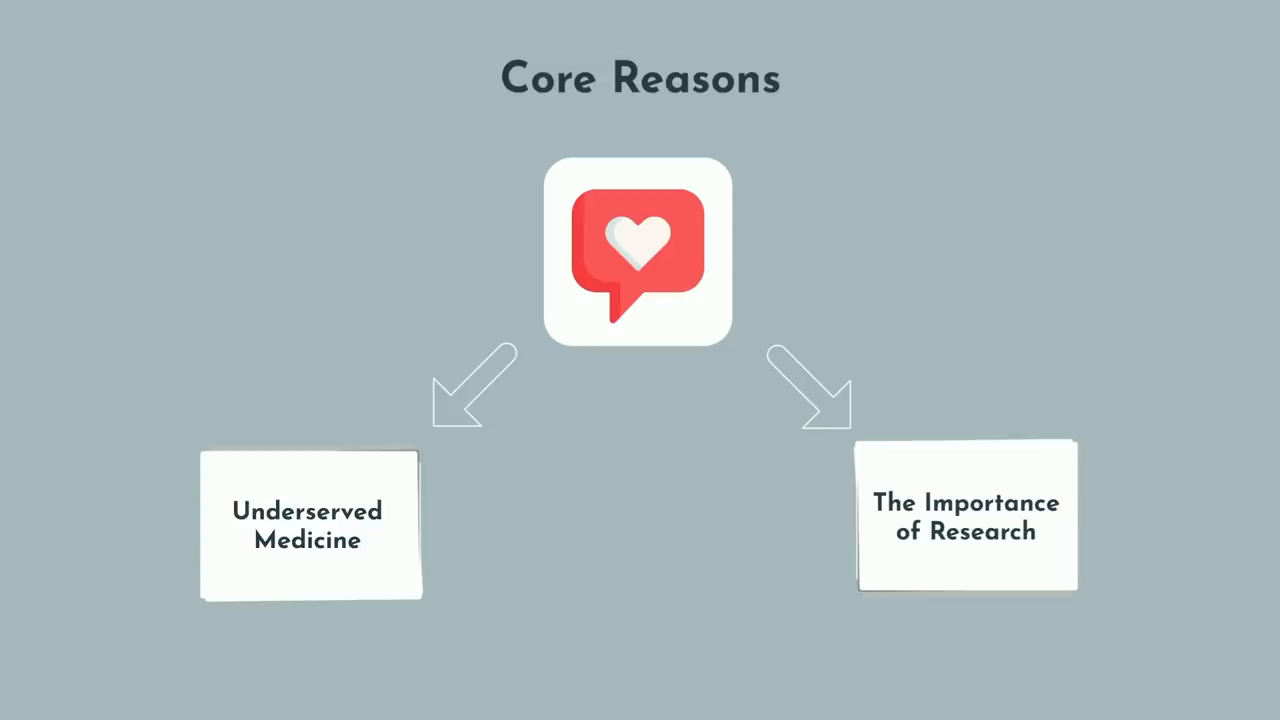 Core Reasons
Underserved
Medicine
The Importance
of Research